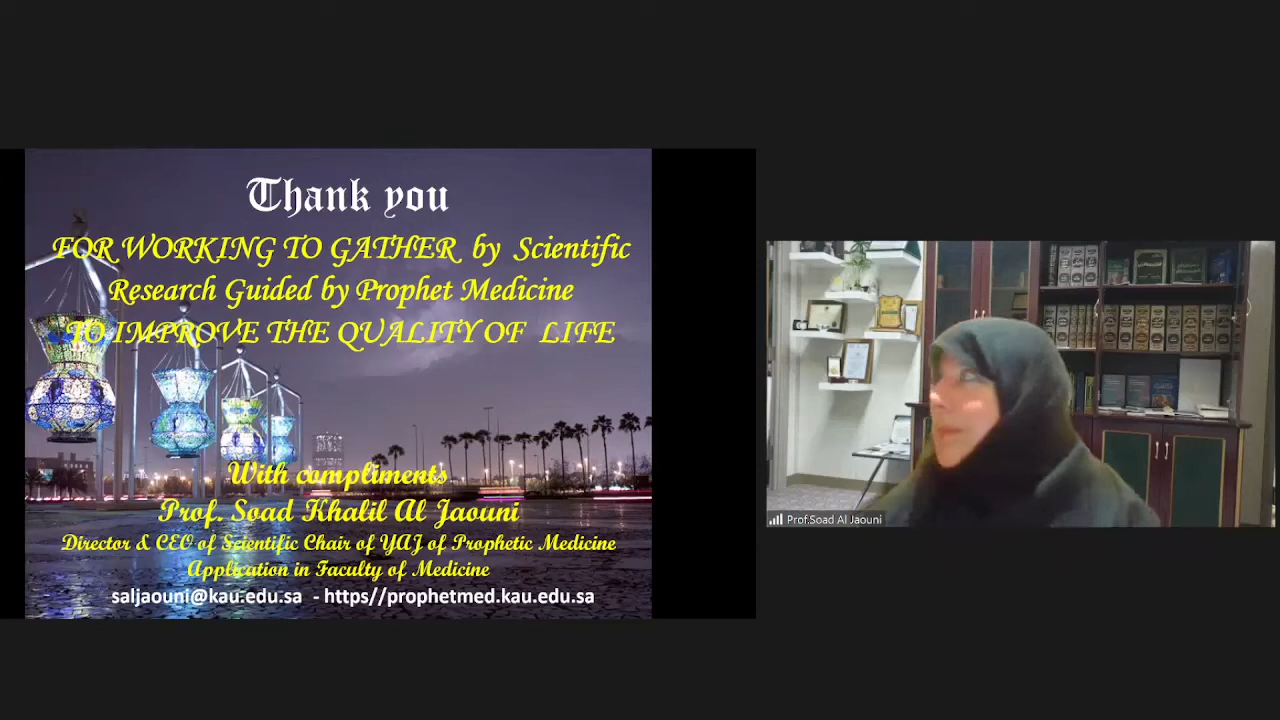 Thank you
FOR WORKING TO GATHER by Scientific
Research Guided by Prophet Medicine
TO IMPROVE THE QUALITY OF LIFE
With compliments
Prof. Soad Khalil Al Jaouni
Director & CEO of Scientific Chair of YAJ of Prophetic Medicine
Application in Faculty of Medicine
saljaouni@kau.edu.sa - https//prophetmed.kau.edu.sa
Prof.Soad Al Jaouni